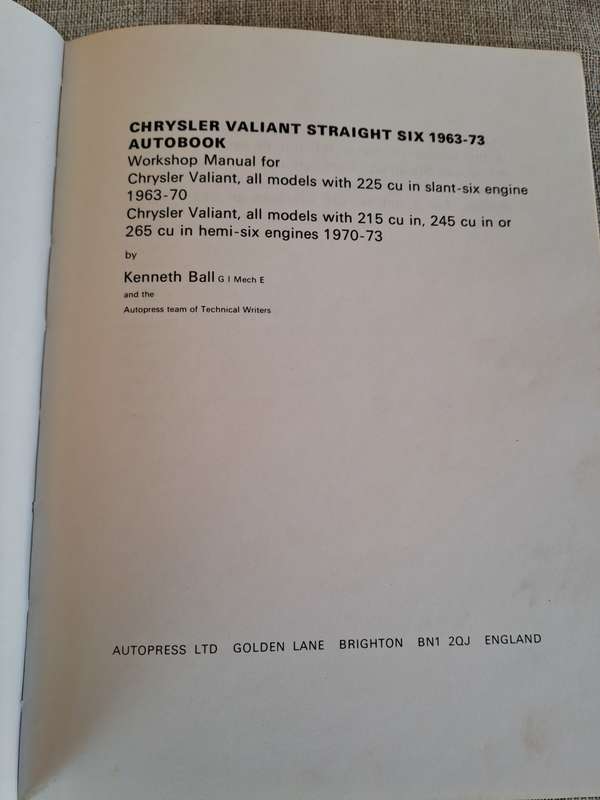 CHRYSLER VALIANT STRAIGHT SIX 1963-73
AUTOBOOK
Workshop Manual for
Chrysler Valiant, all models with 225 cu in slant-six engine
1963-70
Chrysler Valiant, all models with 215 cu in, 245 cu in or
265 cu in hemi-six engines 1970-73
by
Kenneth Ball G I Mech E
and the
Autopress team of Technical Writers
AUTOPRESS LTD GOLDEN LANE BRIGHTON BN1 2QJ ENGLAND